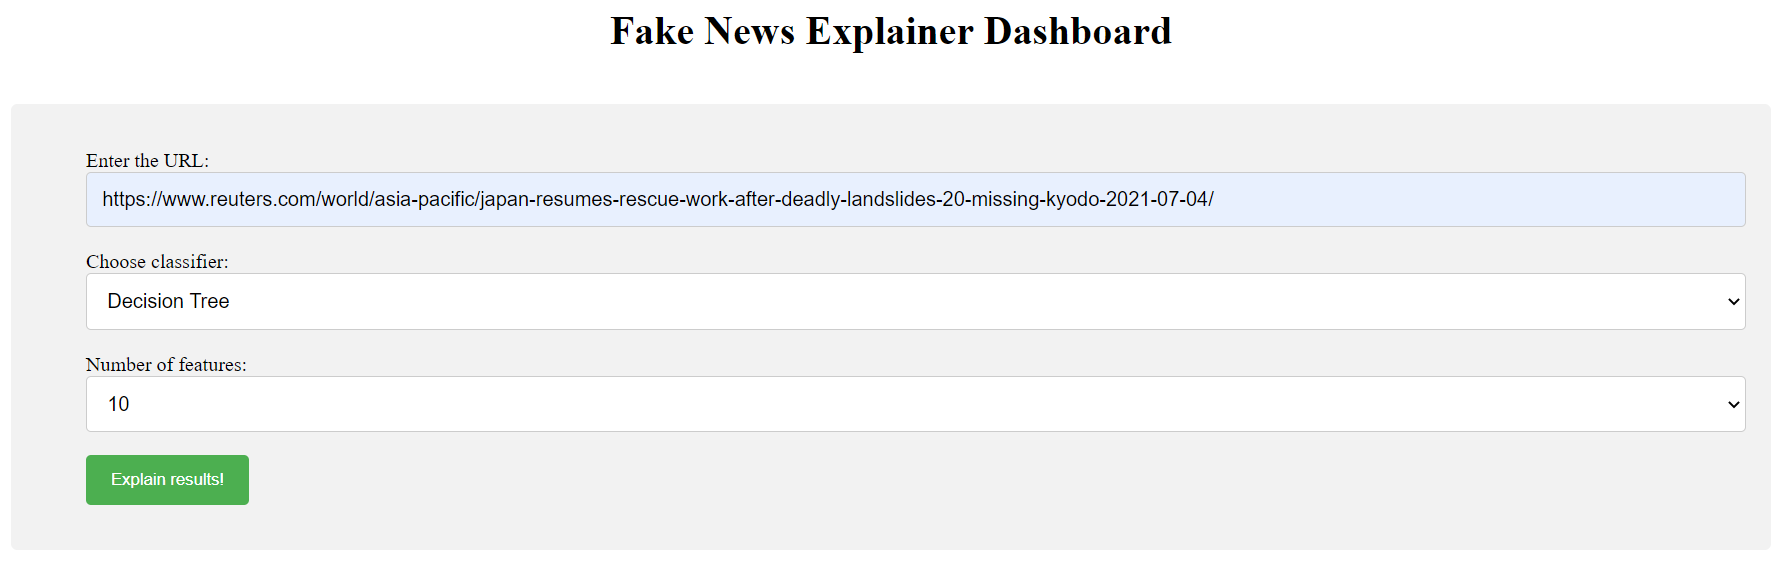 Fake News Explainer Dashboard
Enter the URL:
https://www.reuters.com/world/asia-pacific/japan-resumes-rescue-work-after-deadly-landslides-20-missing-kyodo-2021-07-04/
Choose classifier:
Decision Tree
Number of features:
10
Explain results!